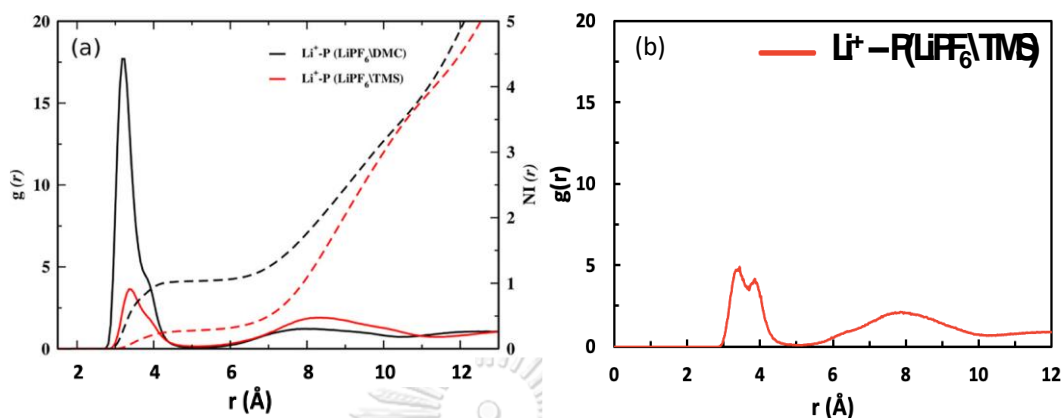 (a)
Li⁺-P (LiPF₆\DMC)
Li⁺-P (LiPF₆\TMS)
20
15
10
5
0
g (r)
5
4
3
2
1
0
NI (r)
2 4 6 8 10 12
r (Å)
(b)
Li⁺ – P(LiPF₆\TMS)
20
15
10
5
0
g(r)
0 2 4 6 8 10 12
r (Å)